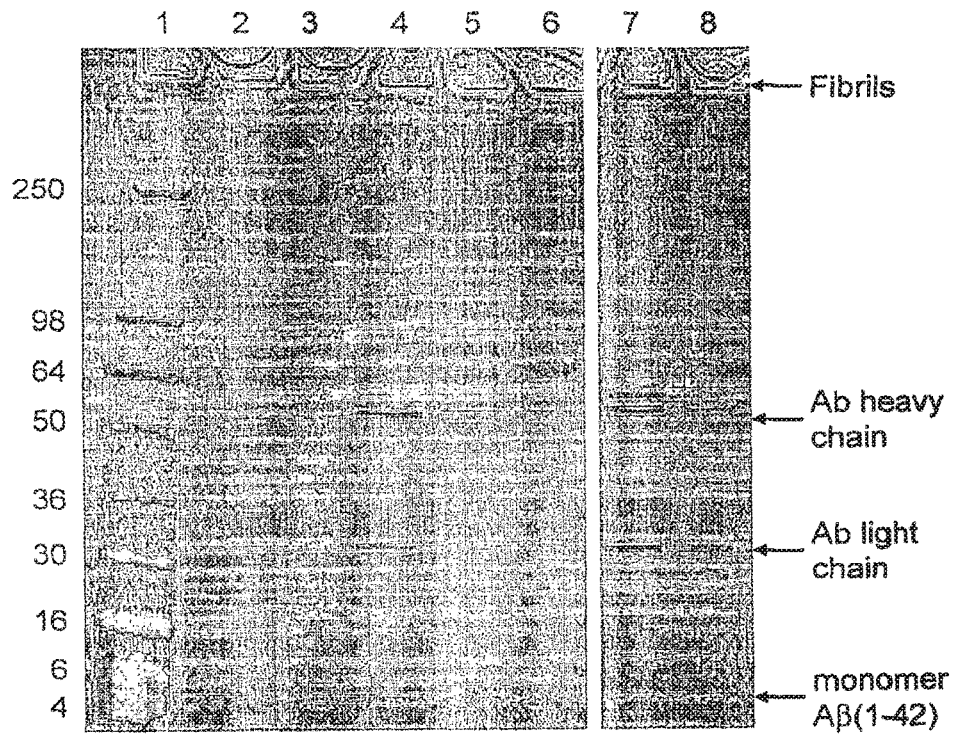 1 2 3 4 5 6 7 8
Fibrils
250
98
64
50
36
30
16
6
4
Ab heavy
chain
Ab light
chain
monomer
Aβ(1-42)